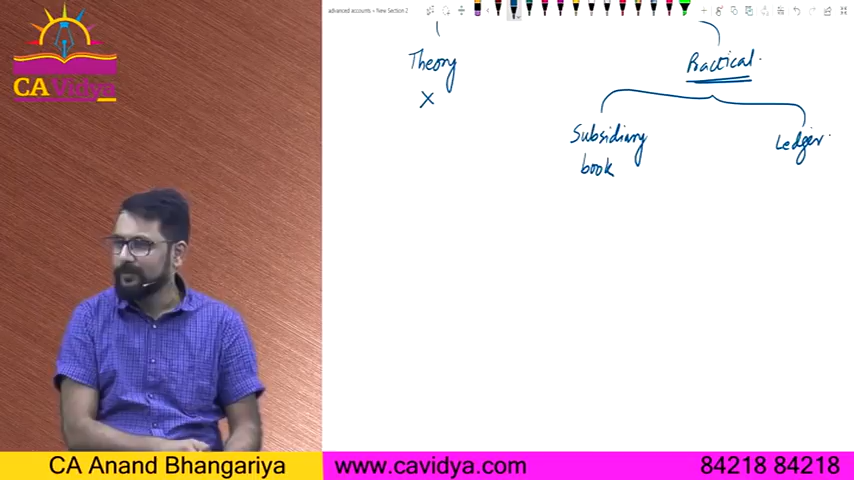 advanced accounts - New Section 2
Theory
Practical.
X
Subsidiary
book
Ledger.
CA Vidya
CA Anand Bhangariya
www.cavidya.com
84218 84218